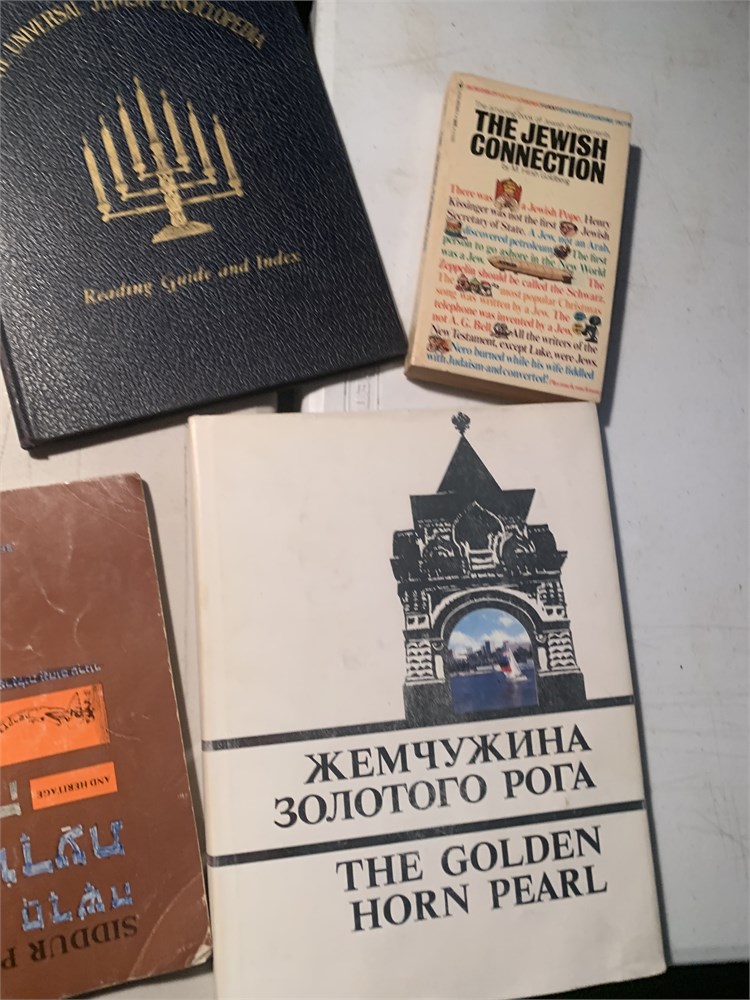 UNIVERSAL JEWISH ENCYCLOPEDIA
Reading Guide and Index
THE JEWISH
CONNECTION
by M. Hirsh Goldberg
There was a Jewish Pope. Henry
Kissinger was not the first Jewish
Secretary of State. A Jew, not an Arab,
discovered petroleum. The first
person to go ashore in the New World
was a Jew. The
Zeppelin should be called the Schwarz.
The most popular Christmas
song was written by a Jew. The
telephone was invented by a Jew,
not A. G. Bell. All the writers of the
New Testament, except Luke, were Jews.
Nero burned while his wife fiddled
with Judaism and converted!
ЖЕМЧУЖИНА
ЗОЛОТОГО РОГА
THE GOLDEN
HORN PEARL
AND HERITAGE
SIDDUR P